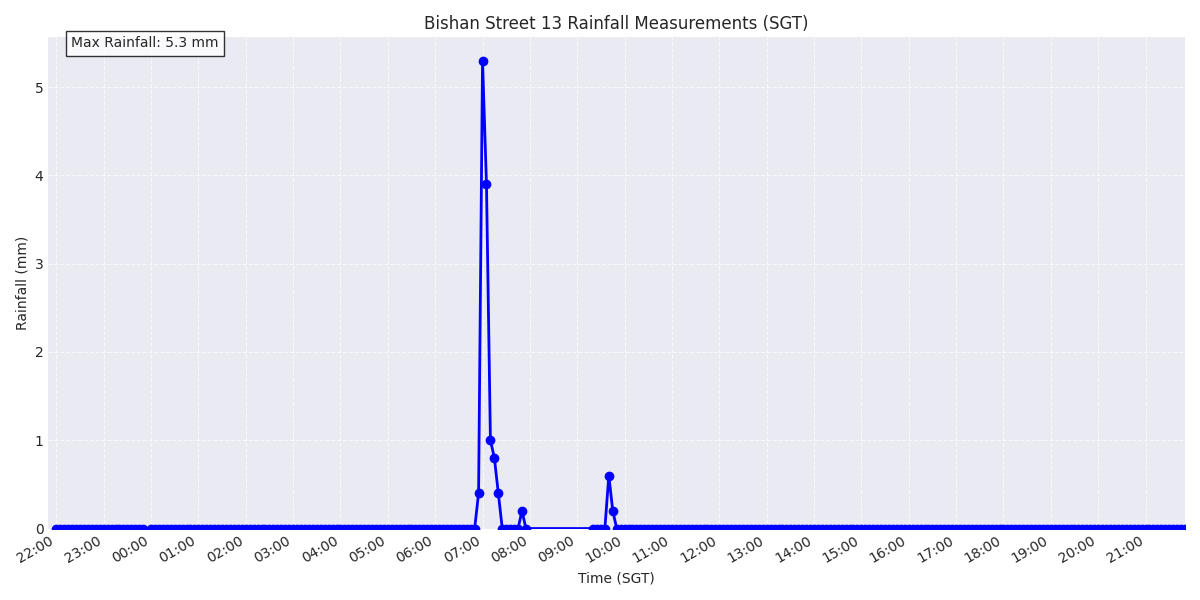 Bishan Street 13 Rainfall Measurements (SGT)
Max Rainfall: 5.3 mm
Rainfall (mm)
5
4
3
2
1
0
22:00 23:00 00:00 01:00 02:00 03:00 04:00 05:00 06:00 07:00 08:00 09:00 10:00 11:00 12:00 13:00 14:00 15:00 16:00 17:00 18:00 19:00 20:00 21:00
Time (SGT)